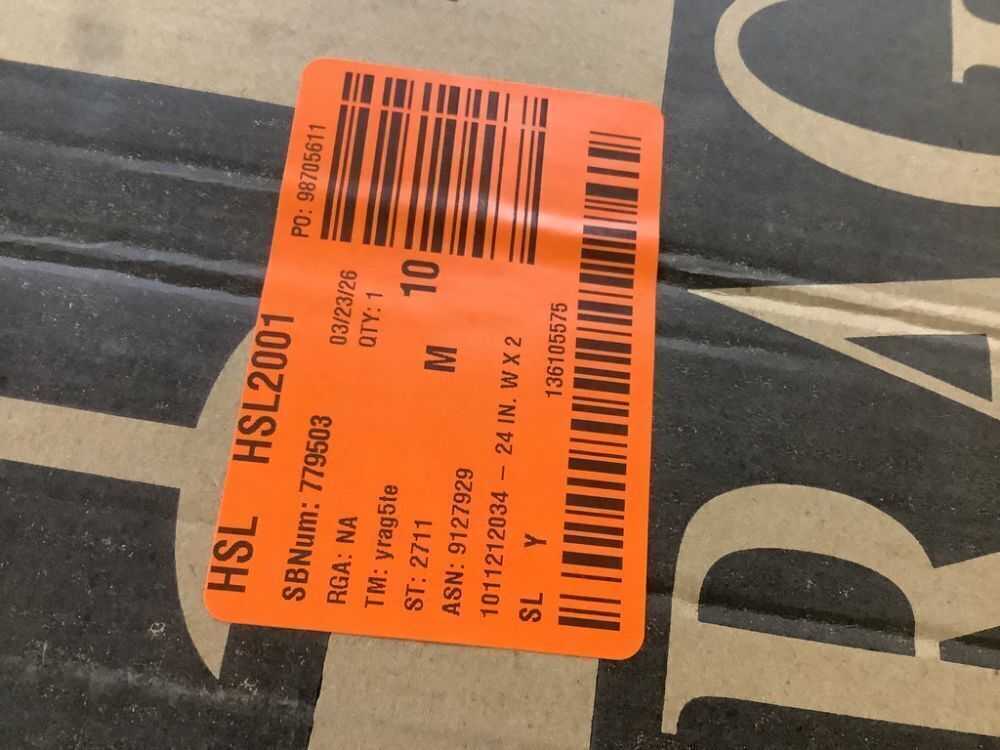 HSL HSL2001
SBNum: 779503
RGA: NA
TM: yrag5te
ST: 2711
ASN: 9127929
1011212034 – 24 IN. W X 2
SL Y
03/23/26
QTY: 1
M 10
PO: 98705611
136105575
RAG